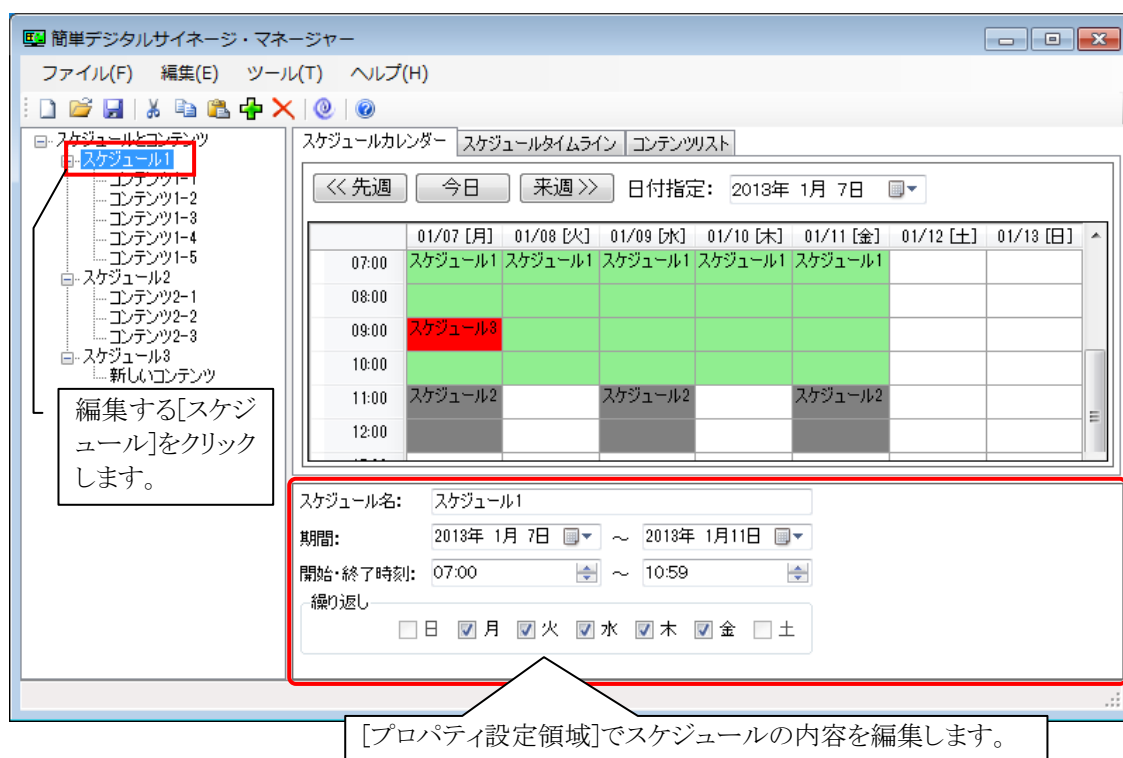 簡単デジタルサイネージ・マネージャー
ファイル(F) 編集(E) ツール(T) ヘルプ(H)
スケジュールとコンテンツ
スケジュール1
コンテンツ1-1
コンテンツ1-2
コンテンツ1-3
コンテンツ1-4
コンテンツ1-5
スケジュール2
コンテンツ2-1
コンテンツ2-2
コンテンツ2-3
スケジュール3
新しいコンテンツ
編集する[スケジ
ュール]をクリック
します。
スケジュールカレンダー スケジュールタイムライン コンテンツリスト
<< 先週 今日 来週 >> 日付指定: 2013年 1月 7日
01/07 [月] 01/08 [火] 01/09 [水] 01/10 [木] 01/11 [金] 01/12 [土] 01/13 [日]
07:00 スケジュール1 スケジュール1 スケジュール1 スケジュール1 スケジュール1
08:00
09:00 スケジュール3
10:00
11:00 スケジュール2 スケジュール2 スケジュール2
12:00
スケジュール名: スケジュール1
期間: 2013年 1月 7日 ～ 2013年 1月11日
開始・終了時刻: 07:00 ～ 10:59
繰り返し
日 月 火 水 木 金 土
[プロパティ設定領域]でスケジュールの内容を編集します。